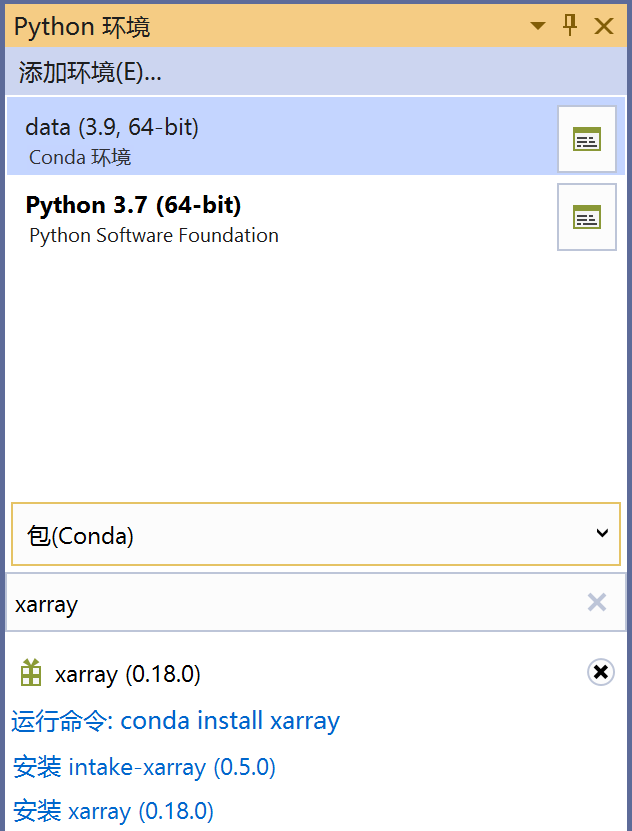 Python 环境
添加环境(E)...
data (3.9, 64-bit)
Conda 环境
Python 3.7 (64-bit)
Python Software Foundation
包(Conda)
xarray
xarray (0.18.0)
运行命令: conda install xarray
安装 intake-xarray (0.5.0)
安装 xarray (0.18.0)